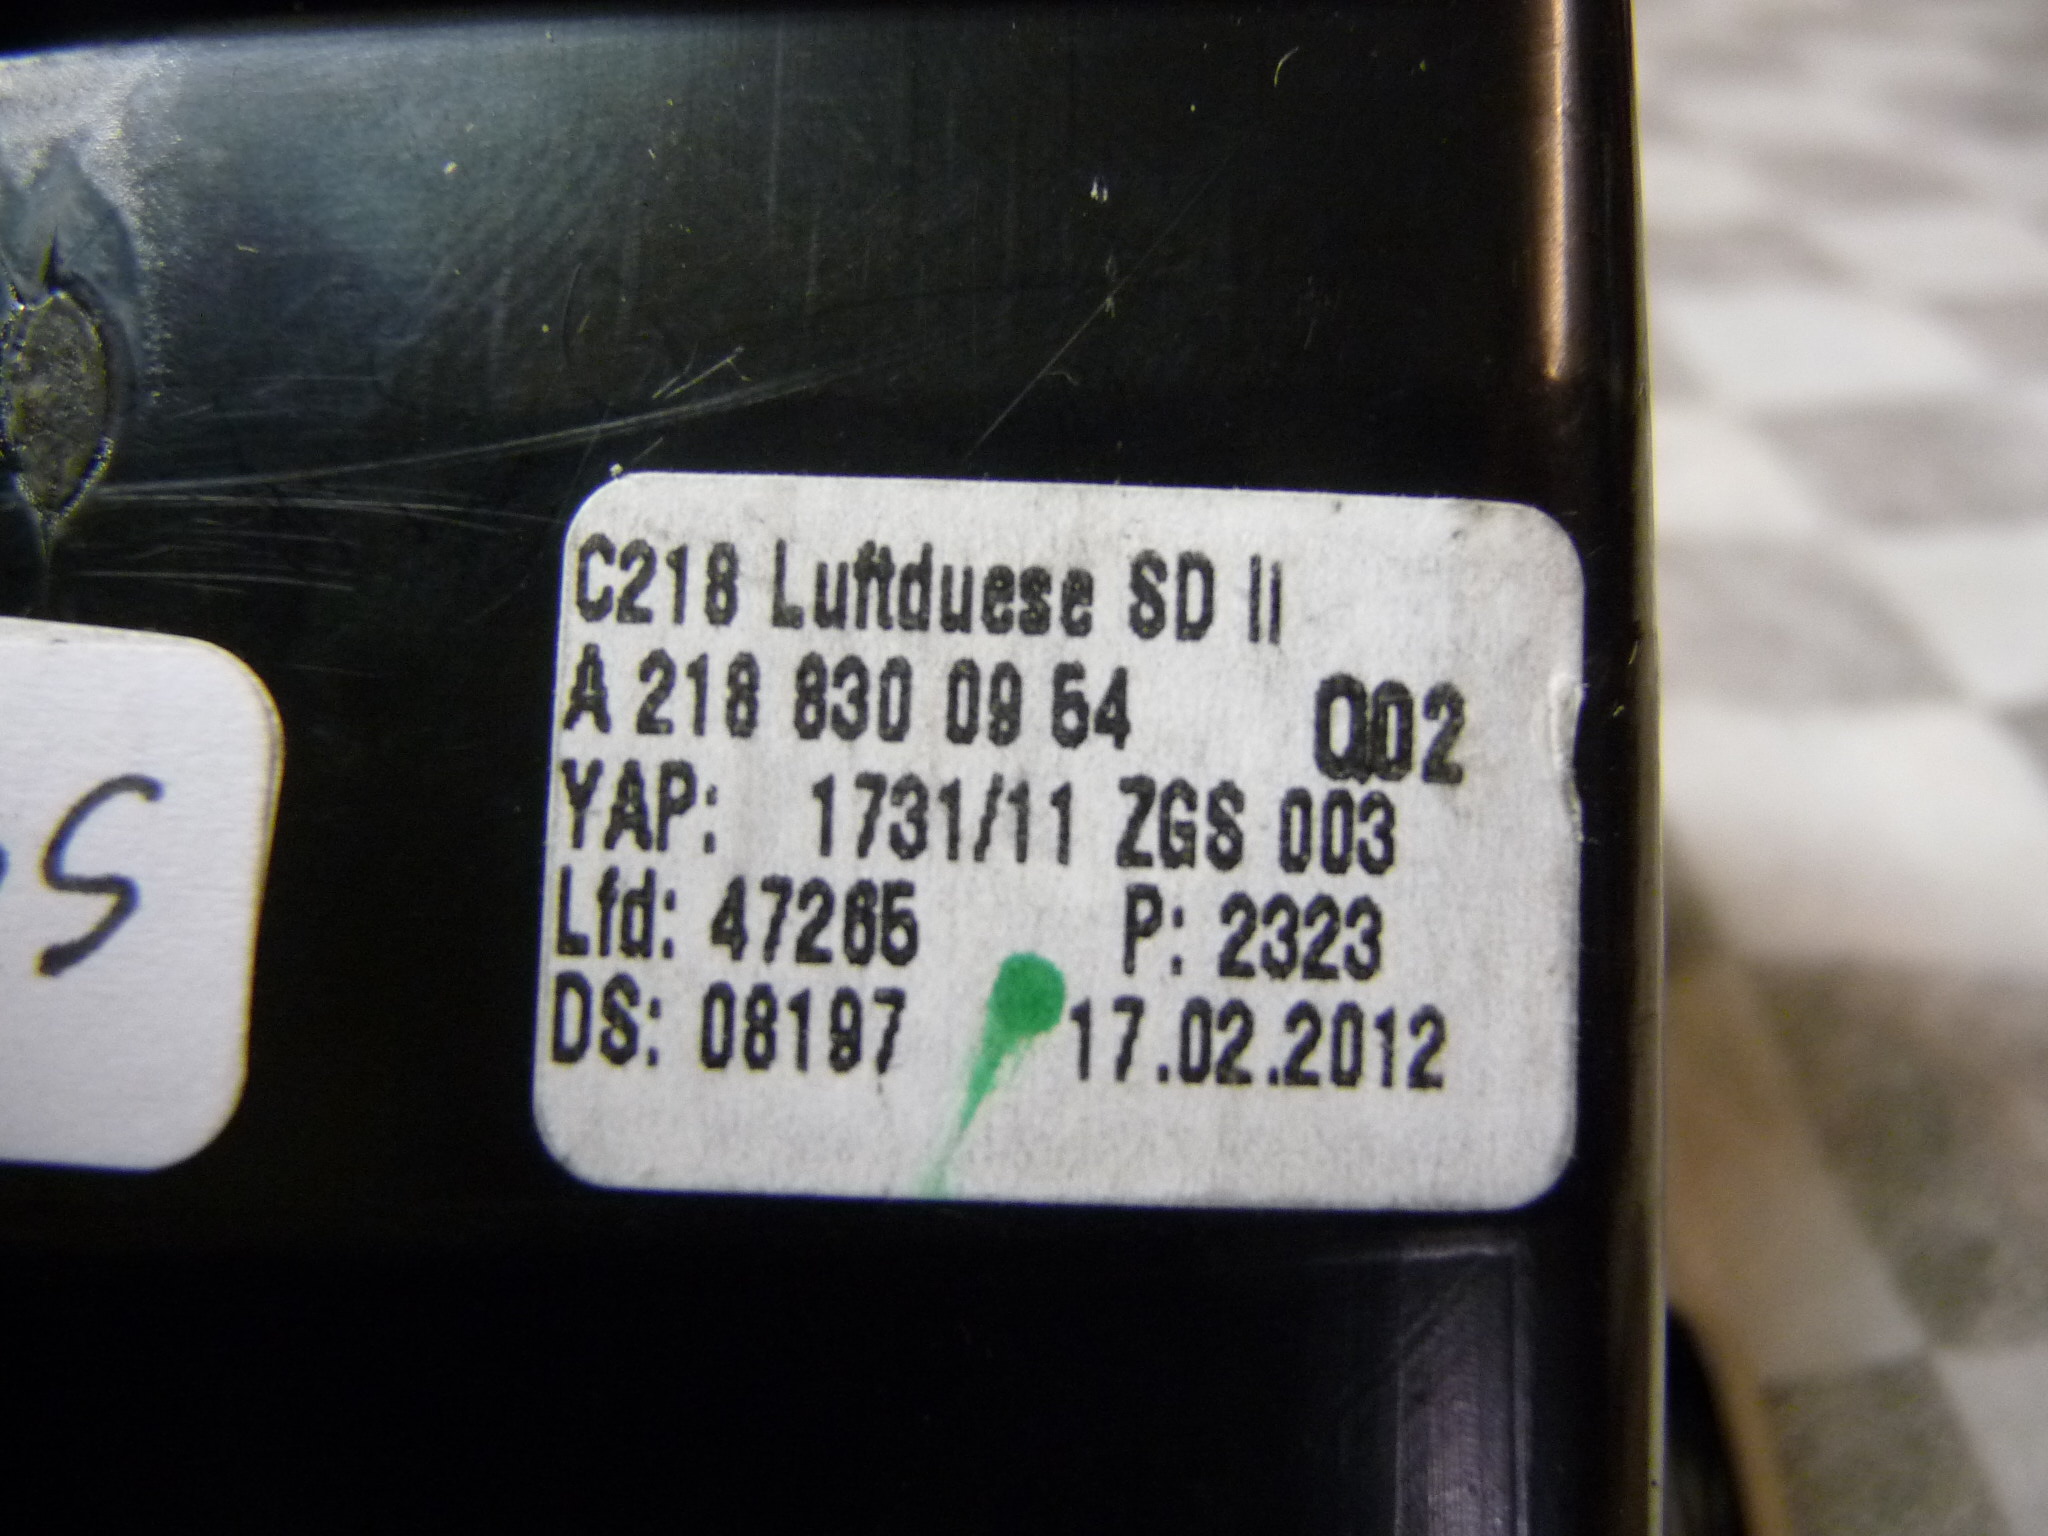 C218 Luftduese SD li
A 218 830 09 54 Q02
YAP: 1731/11 ZGS 003
Lfd: 47265 P: 2323
DS: 08197 17.02.2012